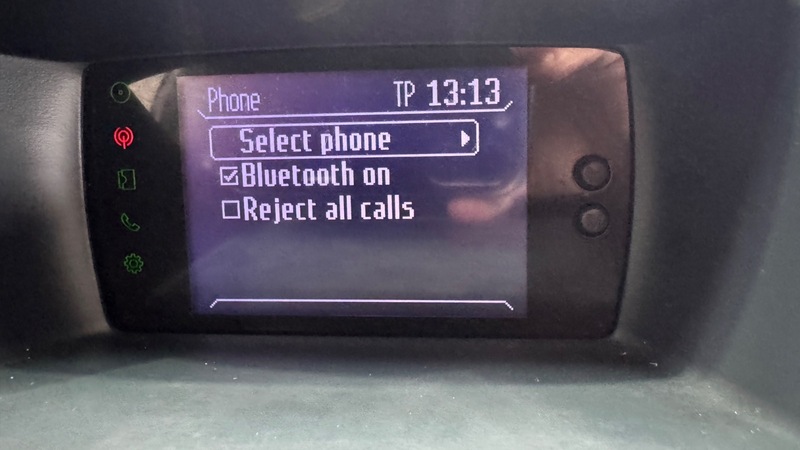 Phone TP 13:13
Select phone
Bluetooth on
Reject all calls